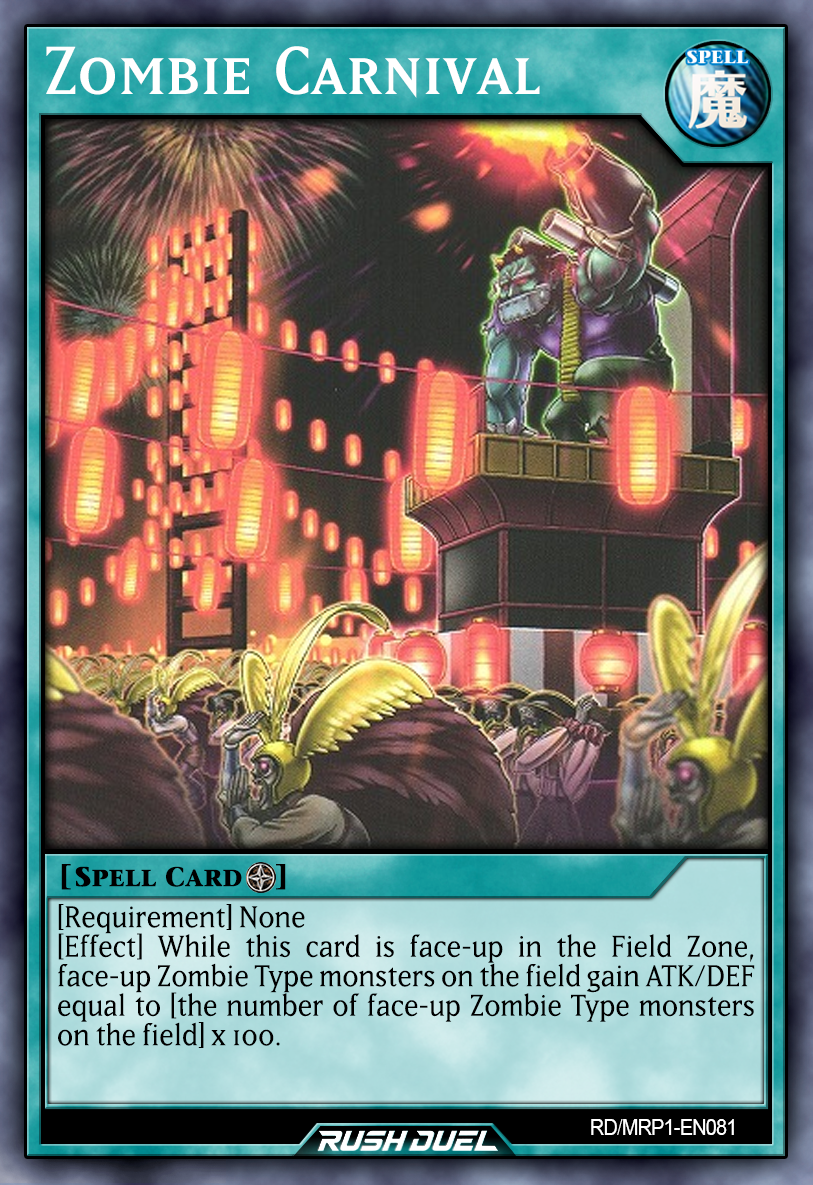 Zombie Carnival
SPELL
魔
[Spell Card]
[Requirement] None
[Effect] While this card is face-up in the Field Zone,
face-up Zombie Type monsters on the field gain ATK/DEF
equal to [the number of face-up Zombie Type monsters
on the field] x 100.
RD/MRP1-EN081
RUSH DUEL